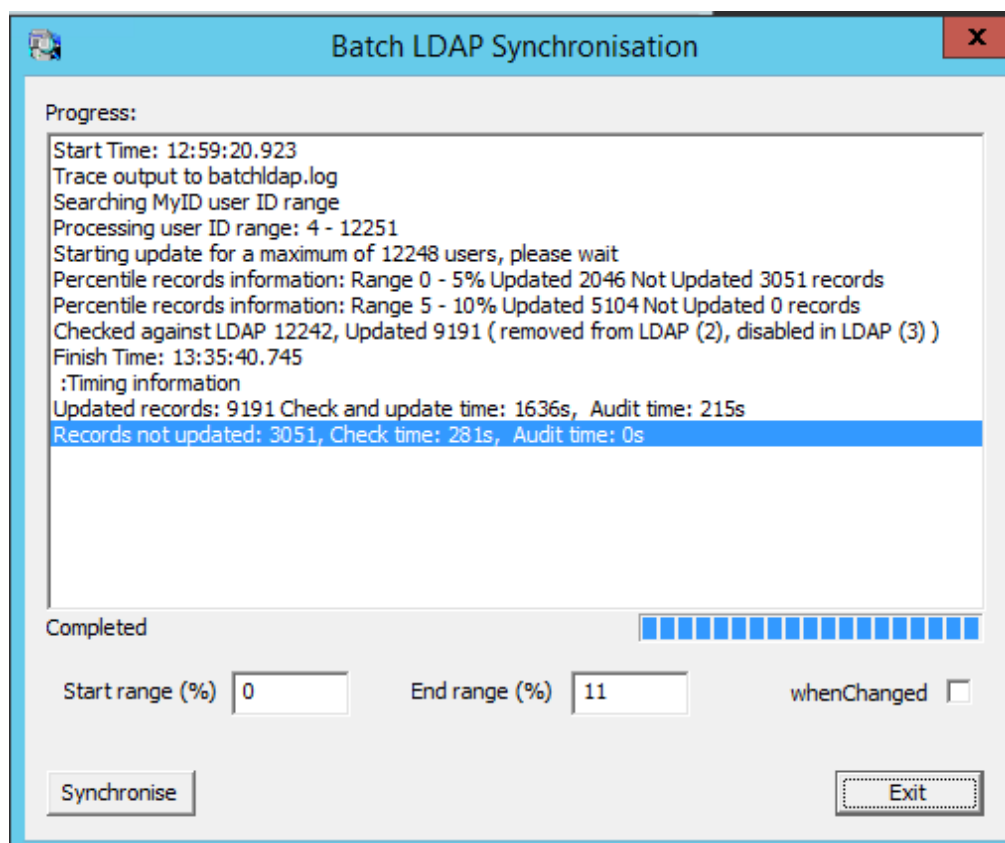 Batch LDAP Synchronisation
x
Progress:
Start Time: 12:59:20.923
Trace output to batchldap.log
Searching MyID user ID range
Processing user ID range: 4 - 12251
Starting update for a maximum of 12248 users, please wait
Percentile records information: Range 0 - 5% Updated 2046 Not Updated 3051 records
Percentile records information: Range 5 - 10% Updated 5104 Not Updated 0 records
Checked against LDAP 12242, Updated 9191 ( removed from LDAP (2), disabled in LDAP (3) )
Finish Time: 13:35:40.745
:Timing information
Updated records: 9191 Check and update time: 1636s, Audit time: 215s
Records not updated: 3051, Check time: 281s, Audit time: 0s
Completed
Start range (%) 0 End range (%) 11 whenChanged
Synchronise Exit